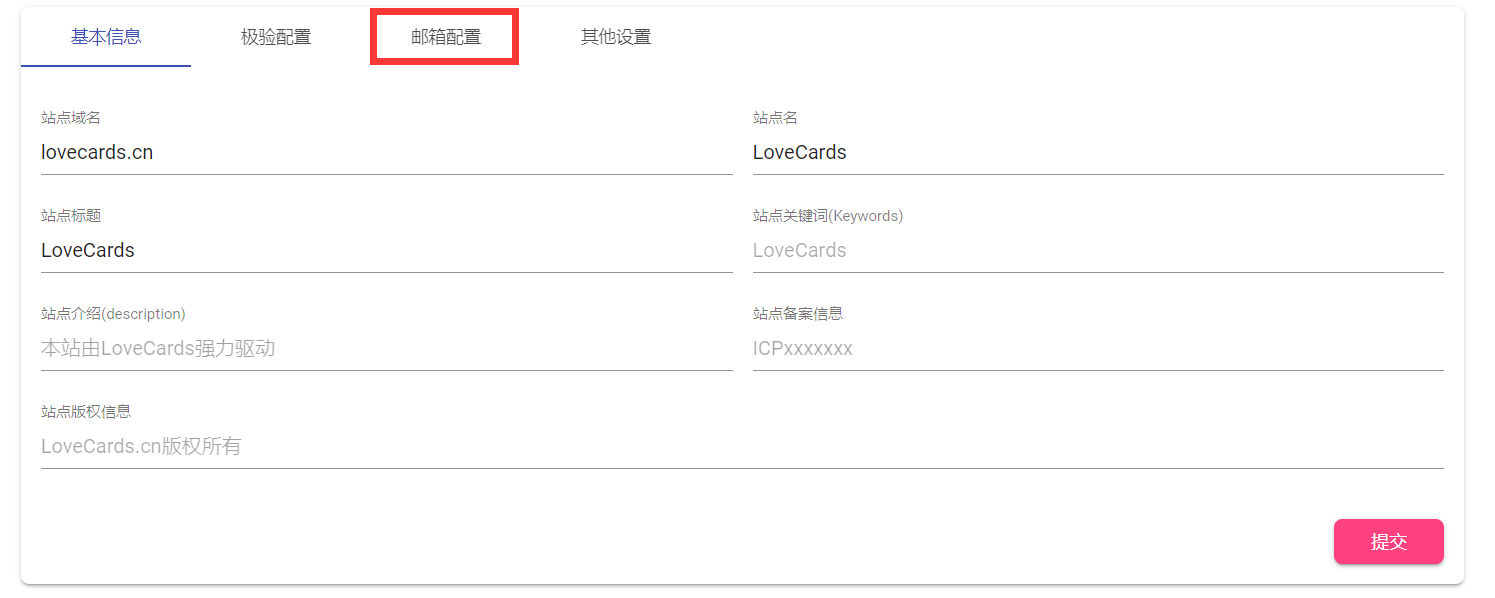 基本信息 极验配置 邮箱配置 其他设置
站点域名 站点名
lovecards.cn LoveCards
站点标题 站点关键词(Keywords)
LoveCards LoveCards
站点介绍(description) 站点备案信息
本站由LoveCards强力驱动 ICPxxxxxxx
站点版权信息
LoveCards.cn版权所有
提交